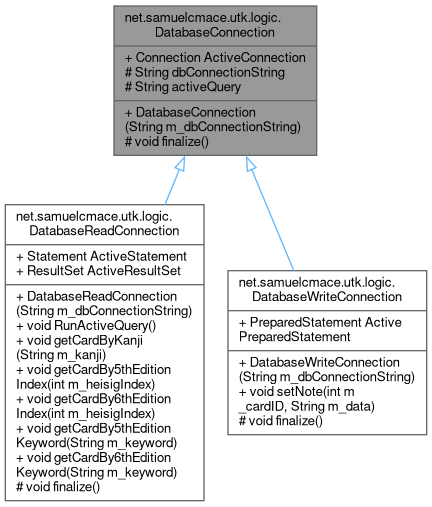 net.samuelcmace.utk.logic.
DatabaseConnection
+ Connection ActiveConnection
# String dbConnectionString
# String activeQuery
+ DatabaseConnection
(String m_dbConnectionString)
# void finalize()
net.samuelcmace.utk.logic.
DatabaseReadConnection
+ Statement ActiveStatement
+ ResultSet ActiveResultSet
+ DatabaseReadConnection
(String m_dbConnectionString)
+ void RunActiveQuery()
+ void getCardByKanji
(String m_kanji)
+ void getCardBy5thEdition
Index(int m_heisigIndex)
+ void getCardBy6thEdition
Index(int m_heisigIndex)
+ void getCardBy5thEdition
Keyword(String m_keyword)
+ void getCardBy6thEdition
Keyword(String m_keyword)
# void finalize()
net.samuelcmace.utk.logic.
DatabaseWriteConnection
+ PreparedStatement Active
PreparedStatement
+ DatabaseWriteConnection
(String m_dbConnectionString)
+ void setNote(int m
_cardID, String m_data)
# void finalize()